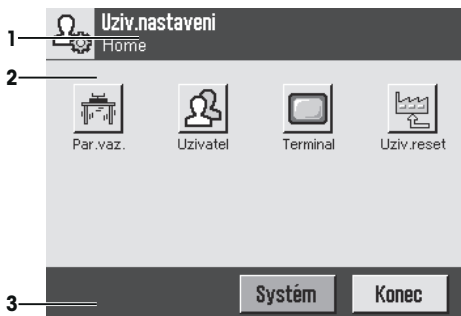 Uziv.nastaveni
1 Home
2
Par.vaz. Uzivatel Terminal Uziv.reset
3 Systém Konec